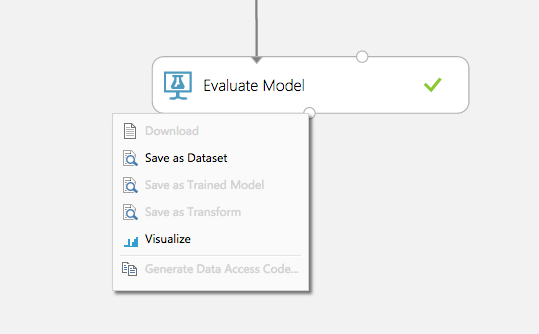 Evaluate Model
Download
Save as Dataset
Save as Trained Model
Save as Transform
Visualize
Generate Data Access Code...